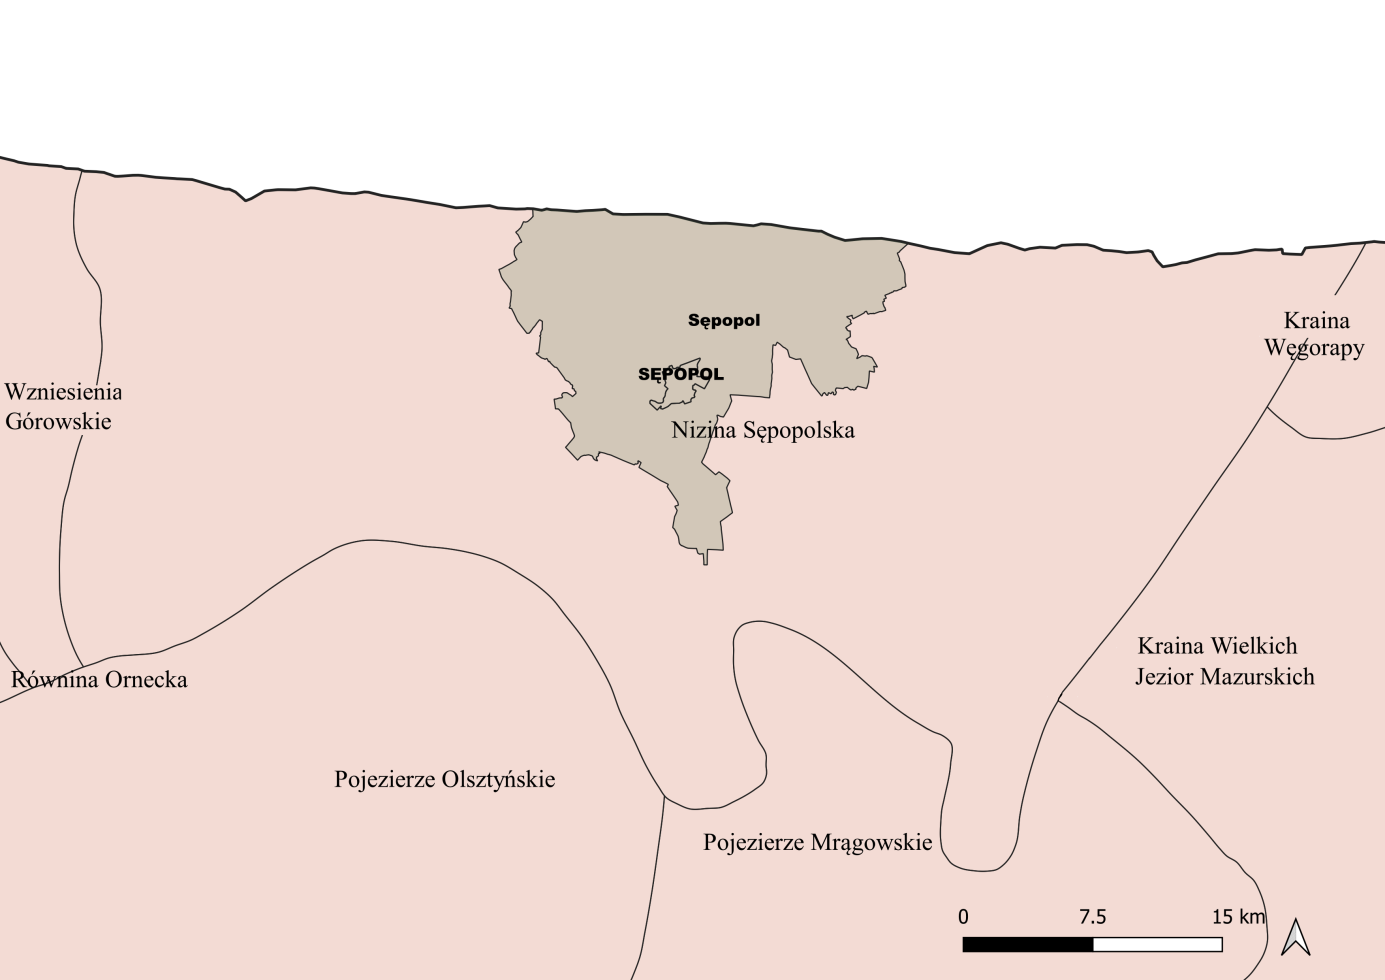 Sępopol
Kraina
Węgorapy
SĘPOPOL
Wzniesienia
Górowskie
Nizina Sępopolska
Kraina Wielkich
Jezior Mazurskich
Równina Ornecka
Pojezierze Olsztyńskie
Pojezierze Mrągowskie
0 7.5 15 km